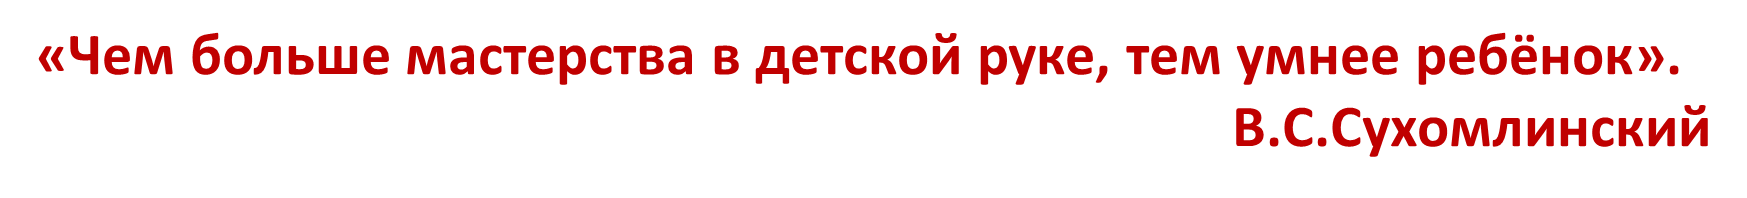 «Чем больше мастерства в детской руке, тем умнее ребёнок».
В.С.Сухомлинский